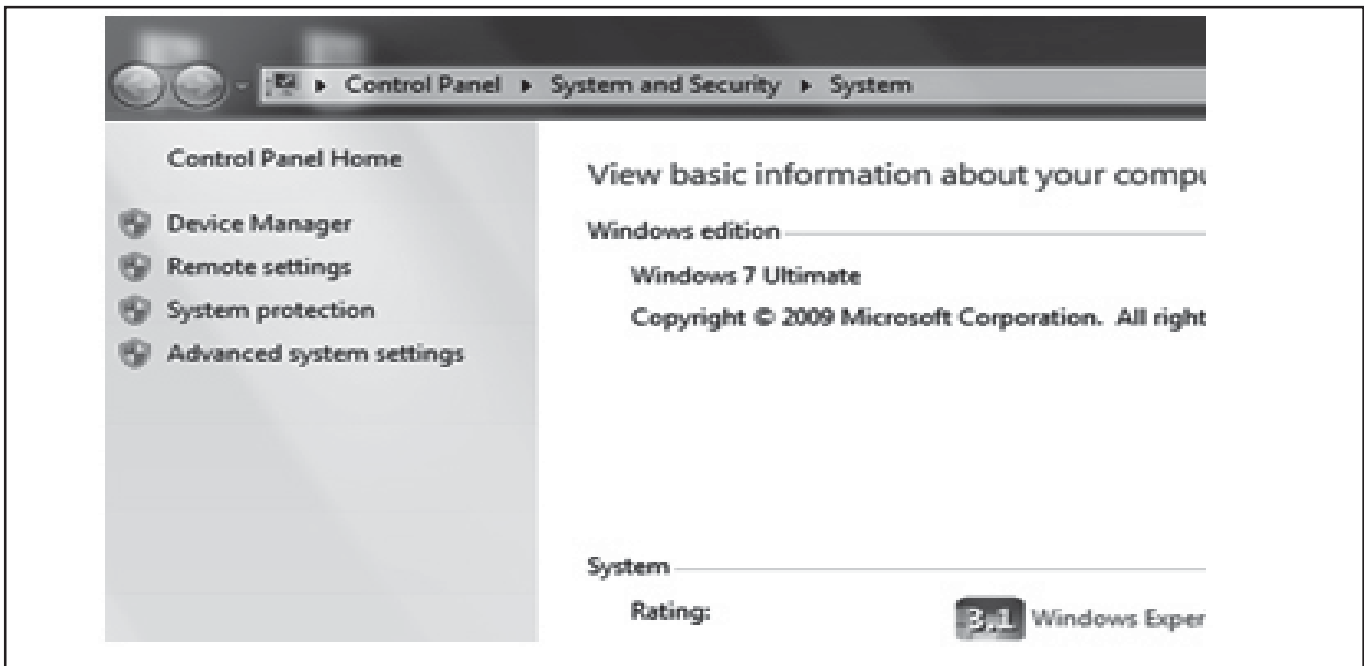 Control Panel System and Security System
Control Panel Home
Device Manager
Remote settings
System protection
Advanced system settings
View basic information about your compu
Windows edition
Windows 7 Ultimate
Copyright © 2009 Microsoft Corporation. All right
System
Rating:
3.1 Windows Exper